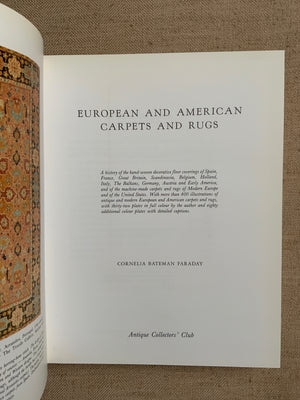 EUROPEAN AND AMERICAN
CARPETS AND RUGS
A history of the hand-woven decorative floor coverings of Spain,
France, Great Britain, Scandinavia, Belgium, Holland,
Italy, The Balkans, Germany, Austria and Early America,
and of the machine-made carpets and rugs of Modern Europe
and of the United States. With more than 400 illustrations of
antique and modern European and American carpets and rugs,
with thirty-two plates in full colour by the author and eighty
additional colour plates with detailed captions.
CORNELIA BATEMAN FARADAY
Antique Collectors' Club